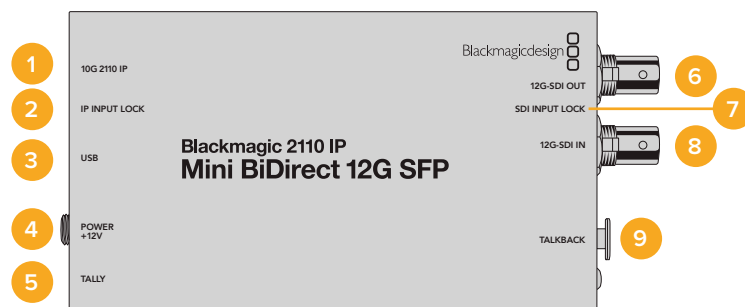 Blackmagicdesign
1
10G 2110 IP
12G-SDI OUT
6
2
IP INPUT LOCK
SDI INPUT LOCK
7
3
USB
Blackmagic 2110 IP
Mini BiDirect 12G SFP
12G-SDI IN
8
4
POWER
+12V
TALKBACK
9
5
TALLY